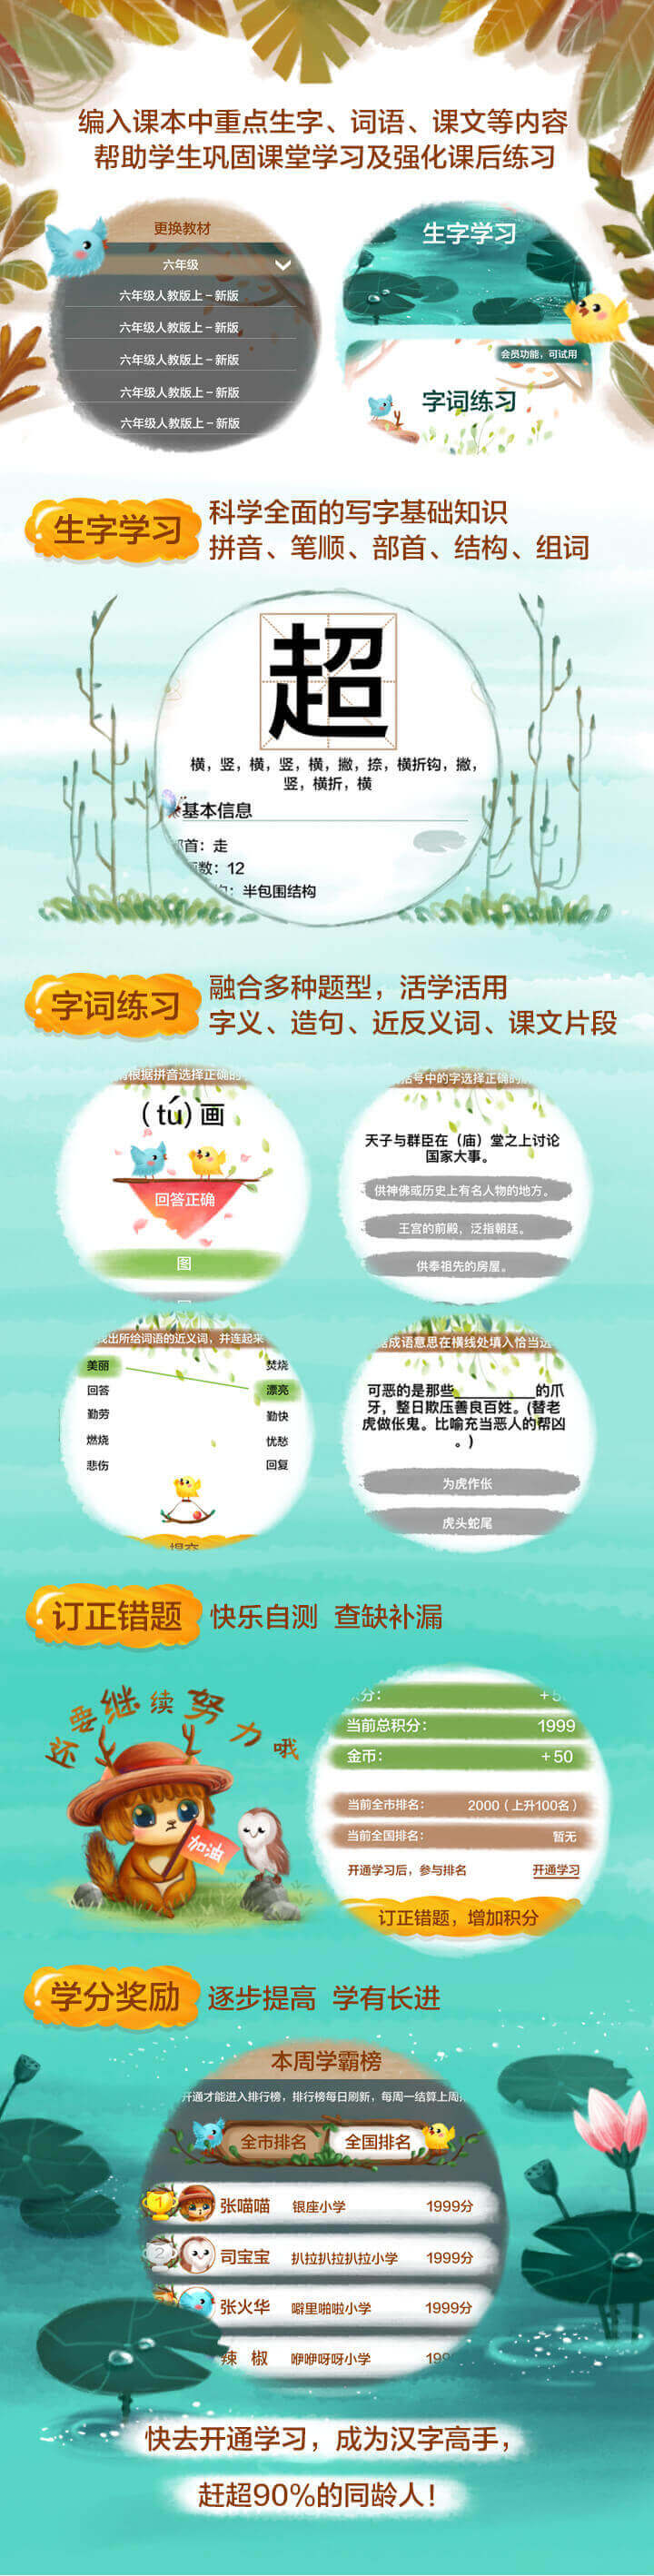 编入课本中重点生字、词语、课文等内容
帮助学生巩固课堂学习及强化课后练习
更换教材
六年级
六年级人教版上－新版
六年级人教版上－新版
六年级人教版上－新版
六年级人教版上－新版
六年级人教版上－新版
生字学习
会员功能，可试用
字词练习
生字学习
科学全面的写字基础知识
拼音、笔顺、部首、结构、组词
超
横，竖，横，竖，横，撇，捺，横折钩，撇，
竖，横折，横
基本信息
部首：走
数：12
构：半包围结构
字词练习
融合多种题型，活学活用
字义、造句、近反义词、课文片段
请根据拼音选择正确的
（tú）画
回答正确
图
括号中的字选择正确的
天子与群臣在（庙）堂之上讨论
国家大事。
供神佛或历史上有名人物的地方。
王宫的前殿，泛指朝廷。
供奉祖先的房屋。
找出所给词语的近义词，并连起来
美丽 焚烧
回答 漂亮
勤劳 勤快
燃烧 忧愁
悲伤 回复
提交
据成语意思在横线处填入恰当
可恶的是那些__________的爪
牙，整日欺压善良百姓。(替老
虎做伥鬼。比喻充当恶人的帮凶
。)
为虎作伥
虎头蛇尾
订正错题
快乐自测 查缺补漏
还要继续努力哦
加油
积分： +5
当前总积分： 1999
金币： +50
当前全市排名： 2000（上升100名）
当前全国排名： 暂无
开通学习后，参与排名 开通学习
订正错题，增加积分
学分奖励
逐步提高 学有长进
本周学霸榜
开通才能进入排行榜，排行榜每日刷新，每周一结算上周
全市排名 全国排名
1 张喵喵 银座小学 1999分
2 司宝宝 扒拉扒拉扒拉小学 1999分
张火华 噼里啪啦小学 1999分
辣 椒 咿咿呀呀小学 199
快去开通学习，成为汉字高手，
赶超90%的同龄人！